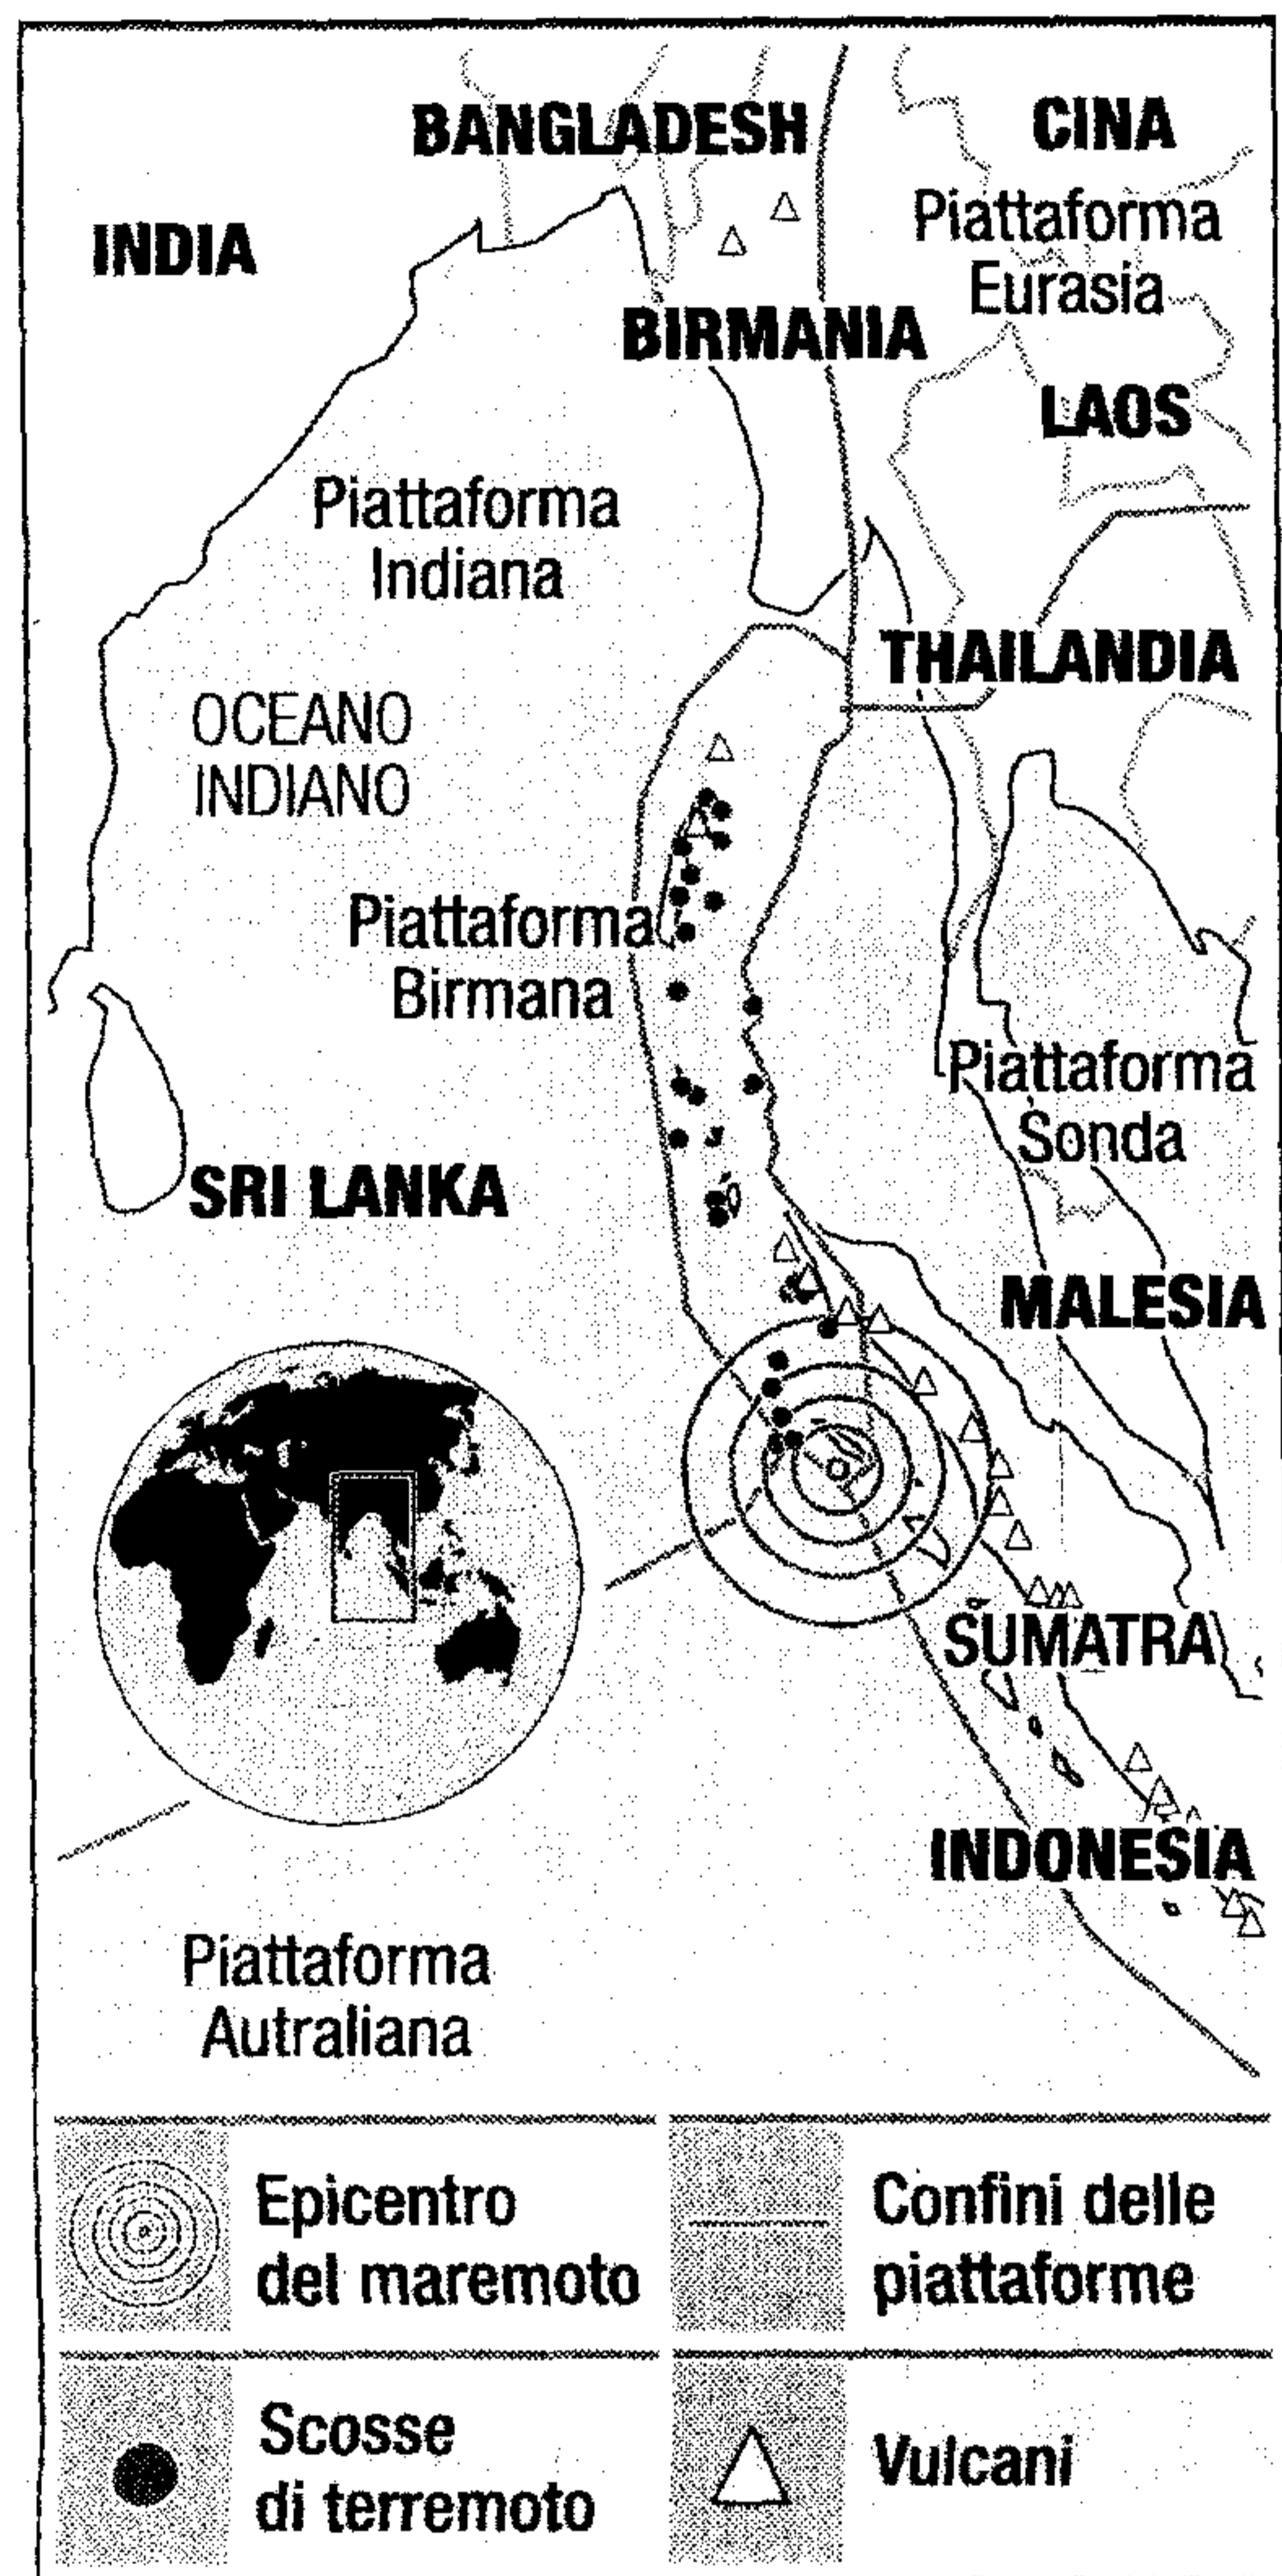 BANGLADESH
CINA
INDIA
Piattaforma
Eurasia
BIRMANIA
LAOS
Piattaforma
Indiana
THAILANDIA
OCEANO
INDIANO
Piattaforma
Birmana
Piattaforma
Sonda
SRI LANKA
MALESIA
SUMATRA
INDONESIA
Piattaforma
Autraliana
Epicentro
del maremoto
Confini delle
piattaforme
Scosse
di terremoto
Vulcani